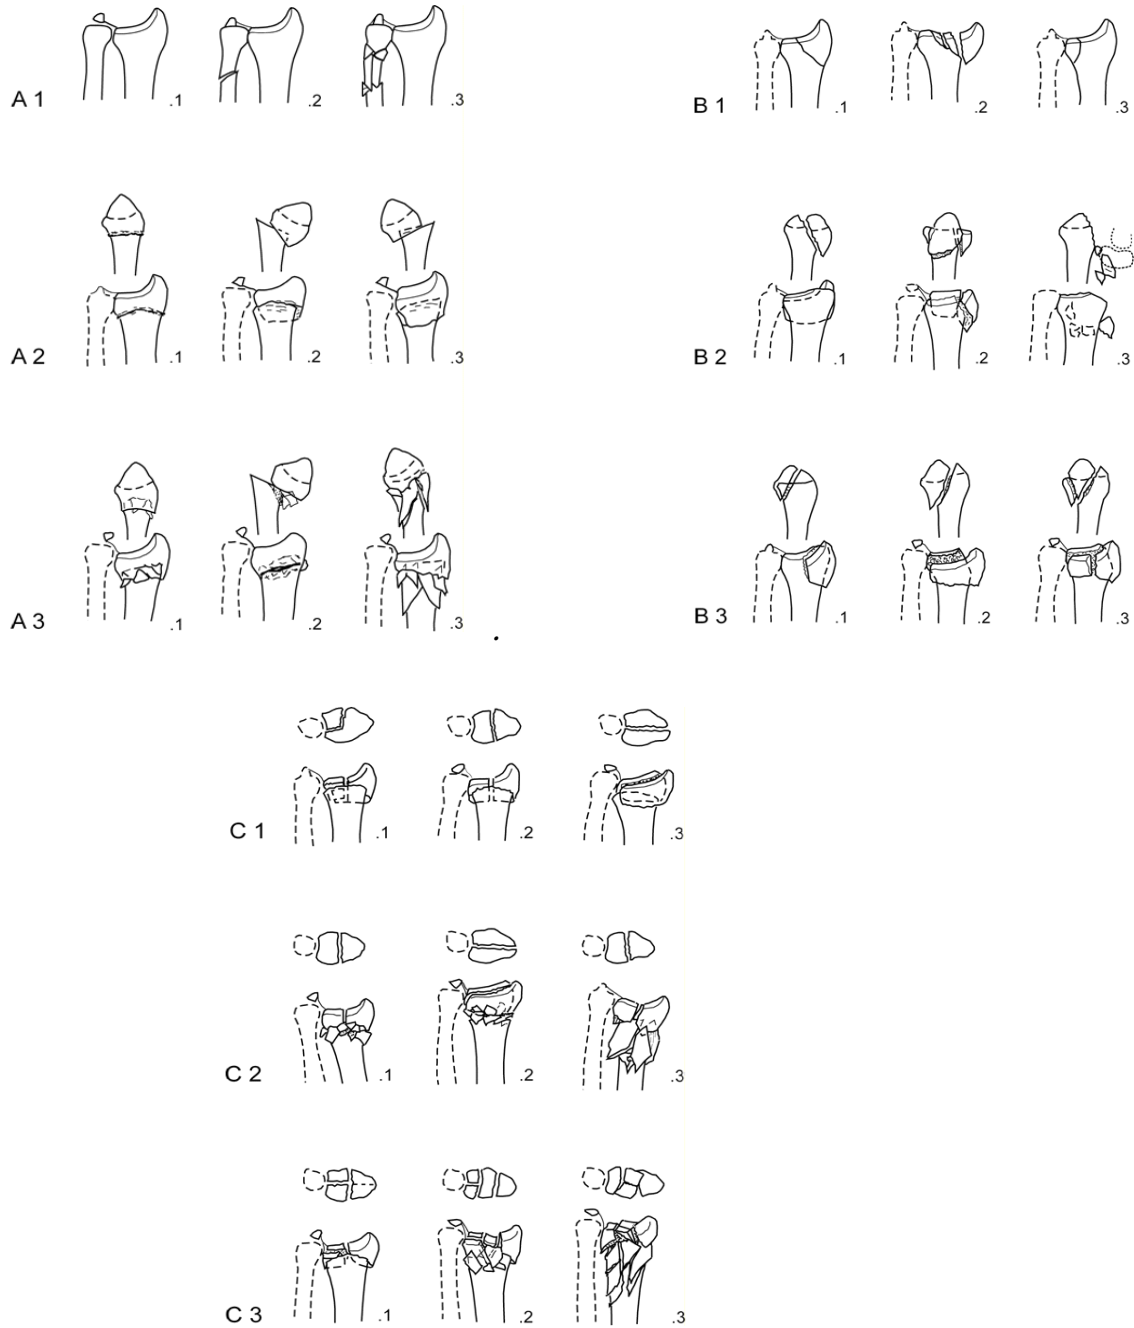 A 1 .1 .2 .3
B 1 .1 .2 .3
A 2 .1 .2 .3
B 2 .1 .2 .3
A 3 .1 .2 .3
B 3 .1 .2 .3
C 1 .1 .2 .3
C 2 .1 .2 .3
C 3 .1 .2 .3